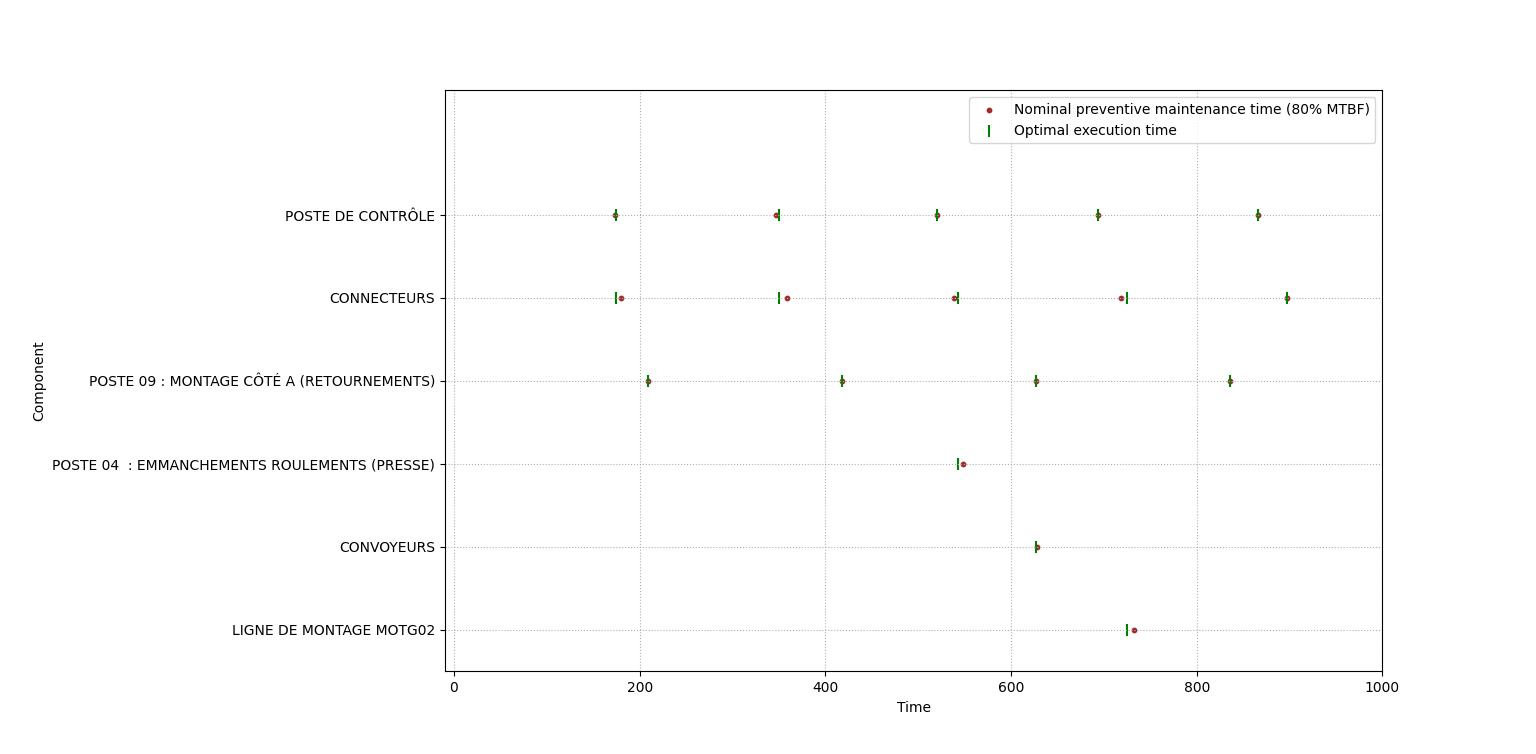 Nominal preventive maintenance time (80% MTBF)
Optimal execution time
POSTE DE CONTRÔLE
CONNECTEURS
POSTE 09 : MONTAGE CÔTÉ A (RETOURNEMENTS)
POSTE 04  : EMMANCHEMENTS ROULEMENTS (PRESSE)
CONVOYEURS
LIGNE DE MONTAGE MOTG02
Component
0 200 400 600 800 1000
Time